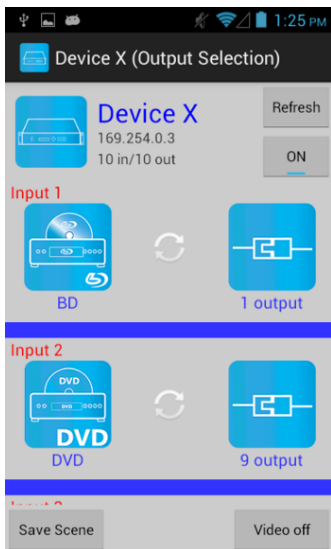 1:25 PM
Device X (Output Selection)
Device X
169.254.0.3
10 in/10 out
Refresh
ON
Input 1
BD
1 output
Input 2
DVD
DVD
DVD
9 output
Save Scene
Video off